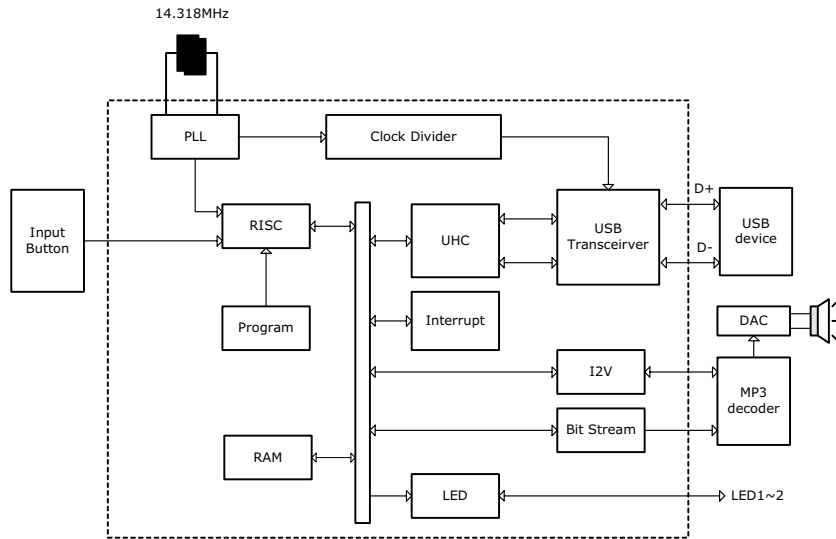 14.318MHz
PLL
Clock Divider
Input
Button
RISC
UHC
USB
Transceirver
D+
D-
USB
device
Program
Interrupt
DAC
I2V
MP3
decoder
Bit Stream
RAM
LED
LED1~2